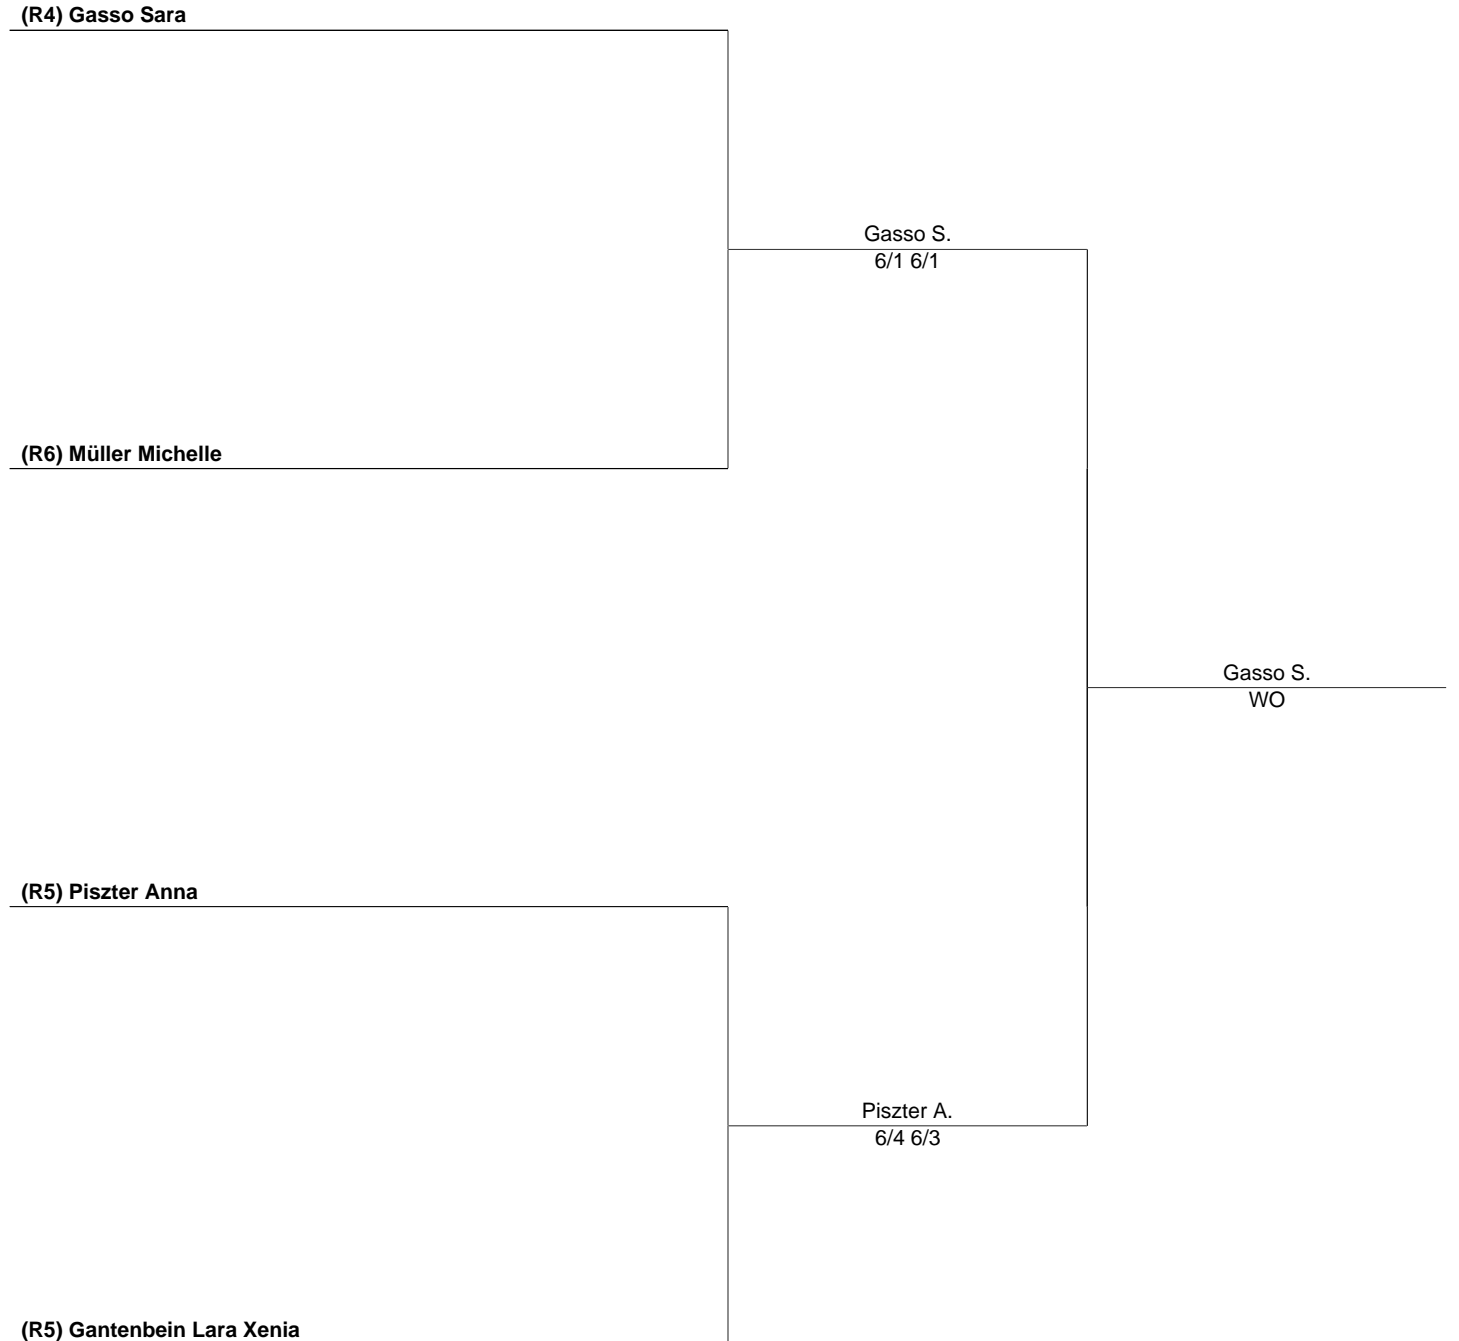 (R4) Gasso Sara
Gasso S.
6/1 6/1
(R6) Müller Michelle
Gasso S.
WO
(R5) Piszter Anna
Piszter A.
6/4 6/3
(R5) Gantenbein Lara Xenia